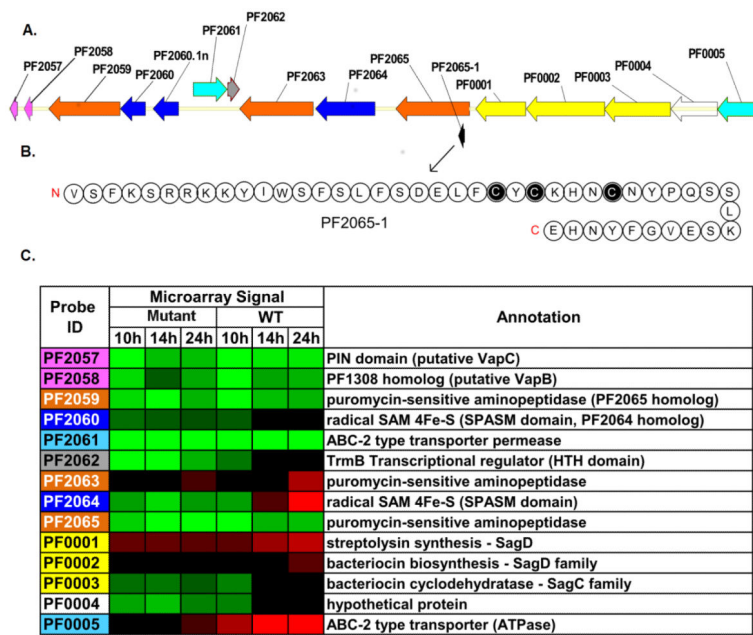 A.
PF2057
PF2058
PF2059
PF2060
PF2060.1n
PF2061
PF2062
PF2063
PF2064
PF2065
PF2065-1
PF0001
PF0002
PF0003
PF0004
PF0005
B.
N V S F K S R R K K Y I W S F S L F S D E L F C Y C K H N C N Y P Q S S
L
C E H N Y F G V E S K
PF2065-1
C.
Probe ID Microarray Signal Annotation
Mutant WT
10h 14h 24h 10h 14h 24h
PF2057 PIN domain (putative VapC)
PF2058 PF1308 homolog (putative VapB)
PF2059 puromycin-sensitive aminopeptidase (PF2065 homolog)
PF2060 radical SAM 4Fe-S (SPASM domain, PF2064 homolog)
PF2061 ABC-2 type transporter permease
PF2062 TrmB Transcriptional regulator (HTH domain)
PF2063 puromycin-sensitive aminopeptidase
PF2064 radical SAM 4Fe-S (SPASM domain)
PF2065 puromycin-sensitive aminopeptidase
PF0001 streptolysin synthesis - SagD
PF0002 bacteriocin biosynthesis - SagD family
PF0003 bacteriocin cyclodehydratase - SagC family
PF0004 hypothetical protein
PF0005 ABC-2 type transporter (ATPase)